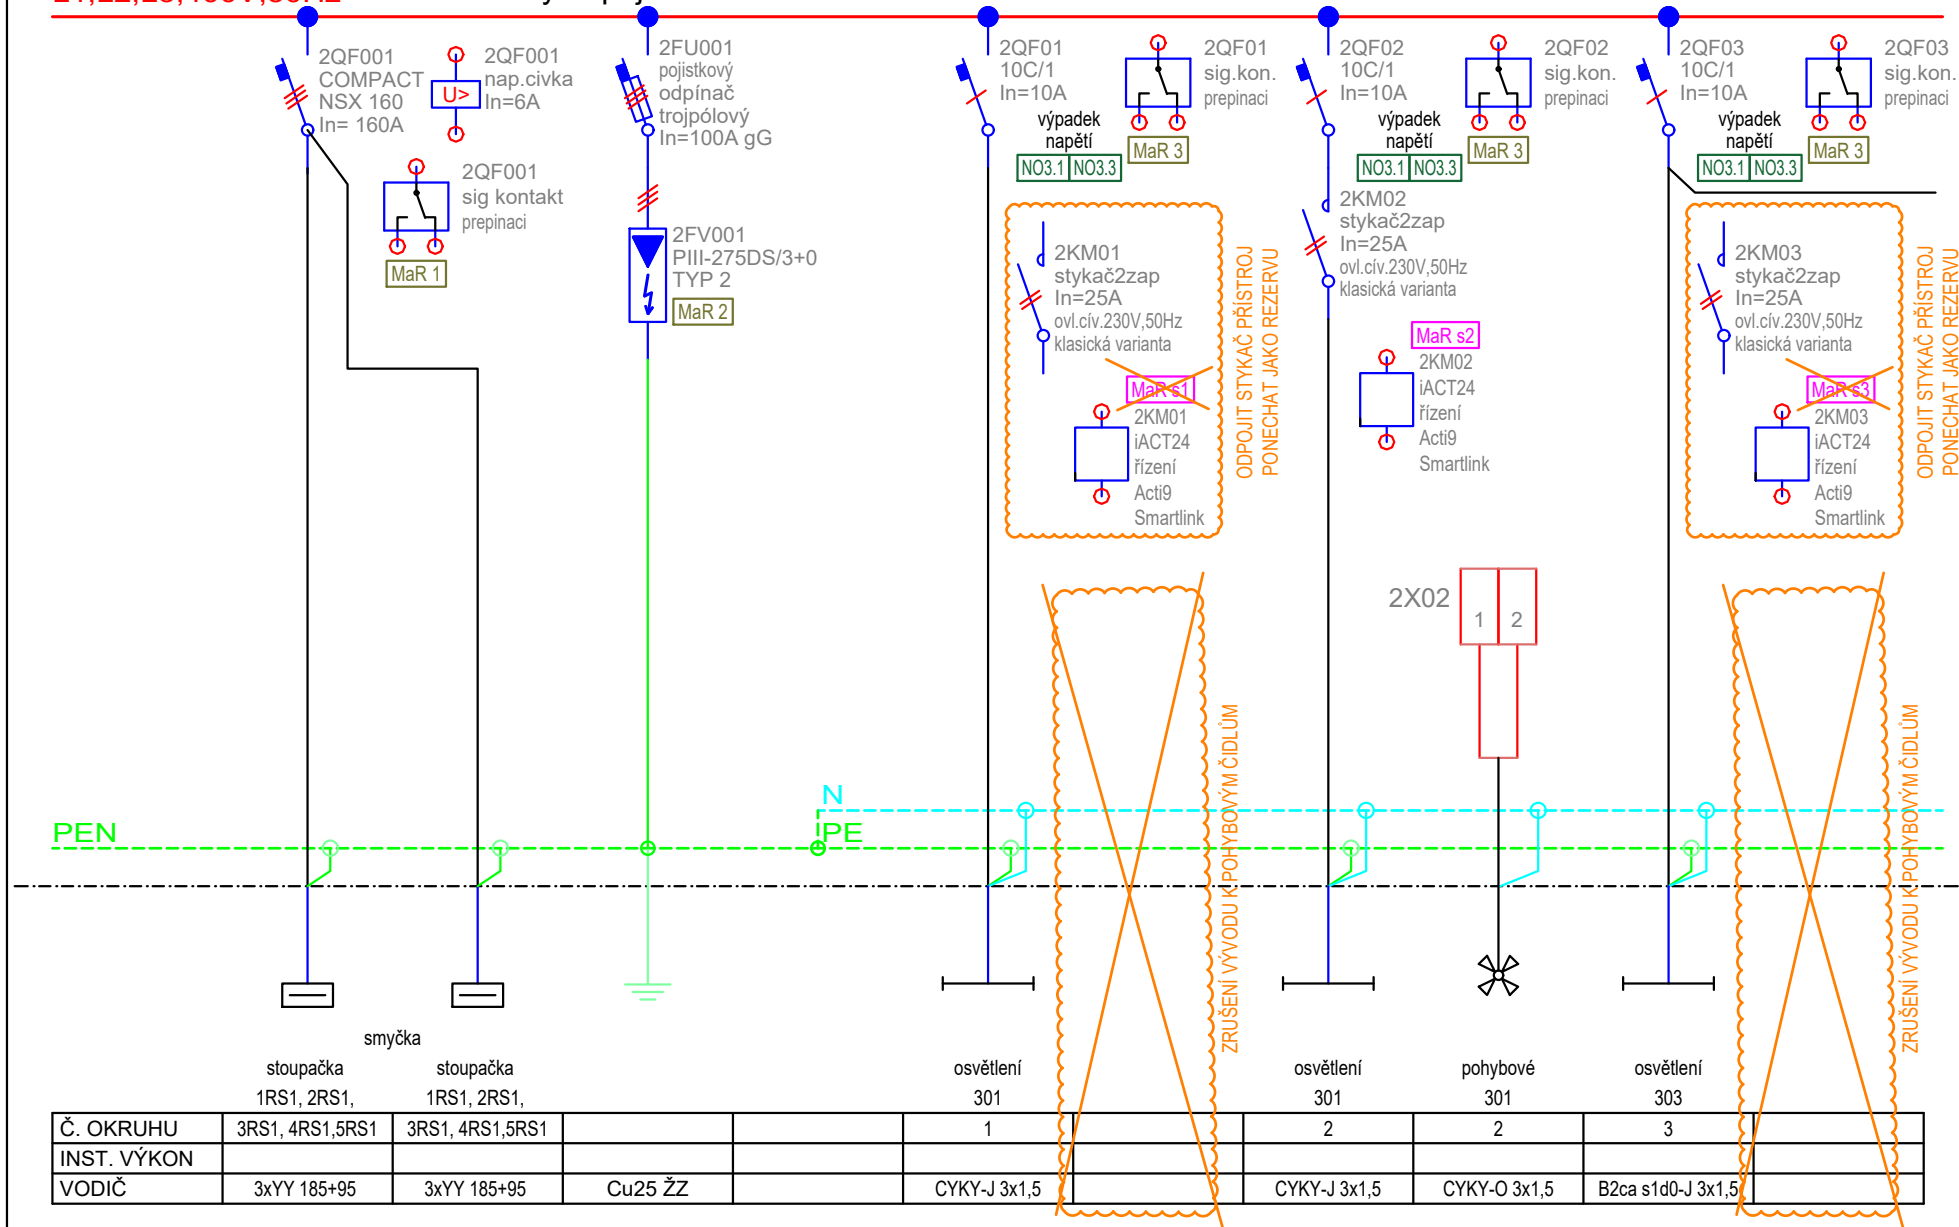 2QF001
COMPACT
NSX 160
In= 160A
2QF001
nap.civka
In=6A
U>
2QF001
sig kontakt
prepinaci
MaR 1
2FU001
pojistkový
odpínač
trojpólový
In=100A gG
2FV001
PIII-275DS/3+0
TYP 2
MaR 2
2QF01
10C/1
In=10A
výpadek
napětí
NO3.1 NO3.3
2QF01
sig.kon.
prepinaci
MaR 3
2KM01
stykač2zap
In=25A
ovl.cív.230V,50Hz
klasická varianta
MaR s1
2KM01
iACT24
řízení
Acti9
Smartlink
ODPOJIT STYKAČ PŘÍSTROJ
PONECHAT JAKO REZERVU
2QF02
10C/1
In=10A
výpadek
napětí
NO3.1 NO3.3
2QF02
sig.kon.
prepinaci
MaR 3
2KM02
stykač2zap
In=25A
ovl.cív.230V,50Hz
klasická varianta
MaR s2
2KM02
iACT24
řízení
Acti9
Smartlink
2QF03
10C/1
In=10A
výpadek
napětí
NO3.1 NO3.3
2QF03
sig.kon.
prepinaci
MaR 3
2KM03
stykač2zap
In=25A
ovl.cív.230V,50Hz
klasická varianta
MaR s3
2KM03
iACT24
řízení
Acti9
Smartlink
ODPOJIT STYKAČ PŘÍSTROJ
PONECHAT JAKO REZERVU
2X02
1 2
ZRUŠENÍ VÝVODU K POHYBOVÝM ČIDLŮM
ZRUŠENÍ VÝVODU K POHYBOVÝM ČIDLŮM
N
PEN
PE
smyčka
stoupačka
1RS1, 2RS1,
stoupačka
1RS1, 2RS1,
osvětlení
301
osvětlení
301
pohybové
301
osvětlení
303
Č. OKRUHU 3RS1, 4RS1,5RS1 3RS1, 4RS1,5RS1 1 2 2 3
INST. VÝKON
VODIČ 3xYY 185+95 3xYY 185+95 Cu25 ŽZ CYKY-J 3x1,5 CYKY-J 3x1,5 CYKY-O 3x1,5 B2ca s1d0-J 3x1,5